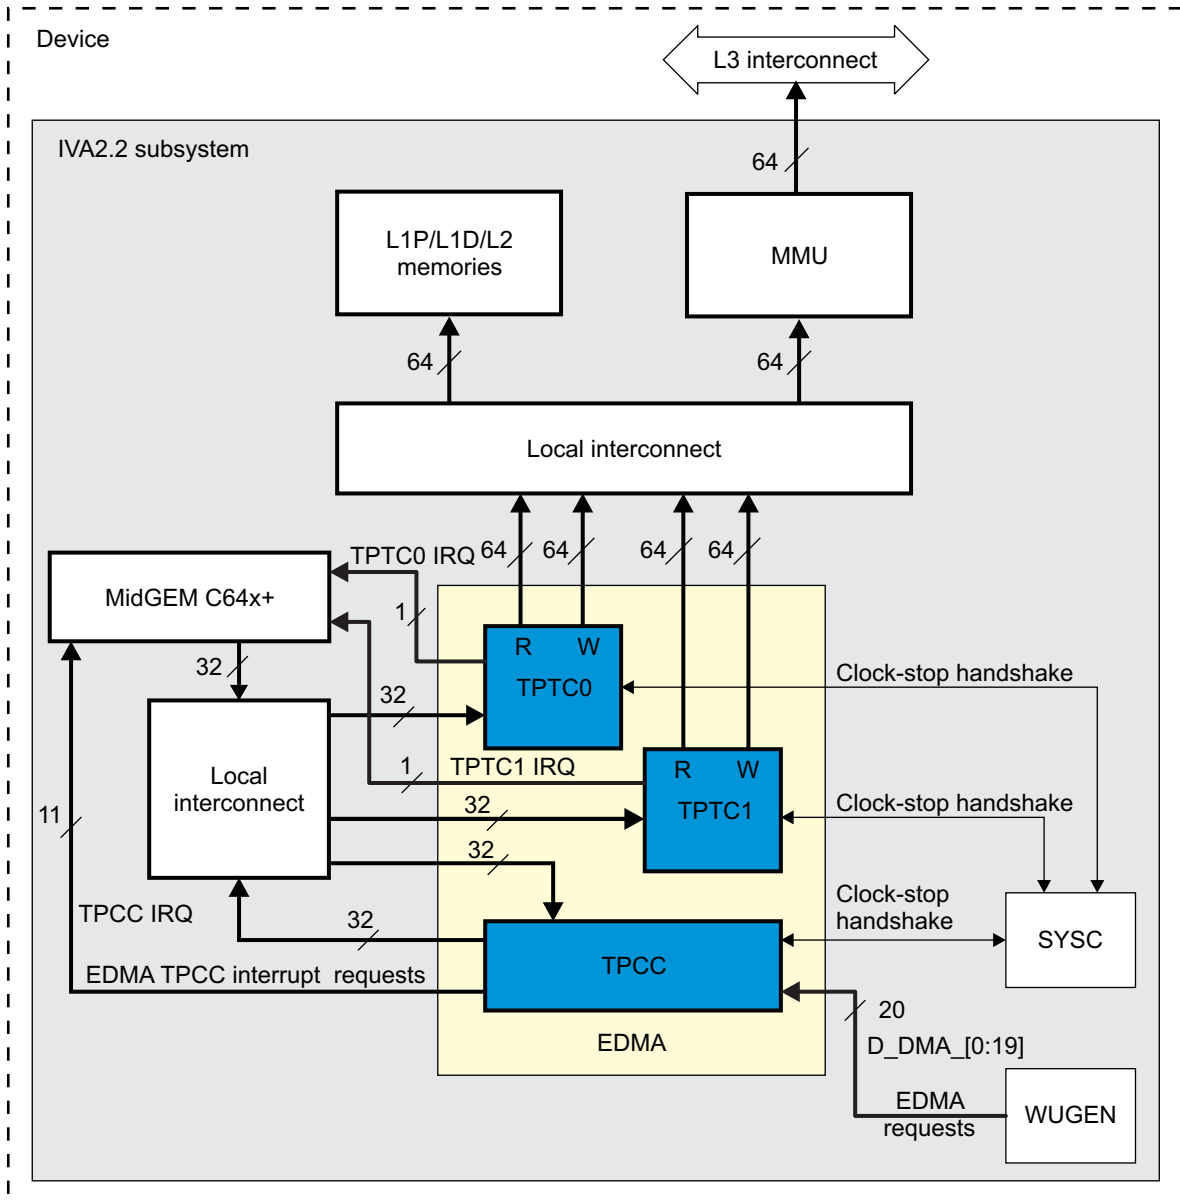 Device
L3 interconnect
IVA2.2 subsystem
64
L1P/L1D/L2
memories
MMU
64
64
Local interconnect
TPTC0 IRQ
64
64
64
64
MidGEM C64x+
1
R
W
TPTC0
32
Clock-stop handshake
32
Local
interconnect
1
TPTC1 IRQ
R
W
TPTC1
11
32
Clock-stop handshake
32
TPCC IRQ
32
Clock-stop
handshake
SYSC
TPCC
EDMA TPCC interrupt requests
20
EDMA
D_DMA_[0:19]
EDMA
requests
WUGEN